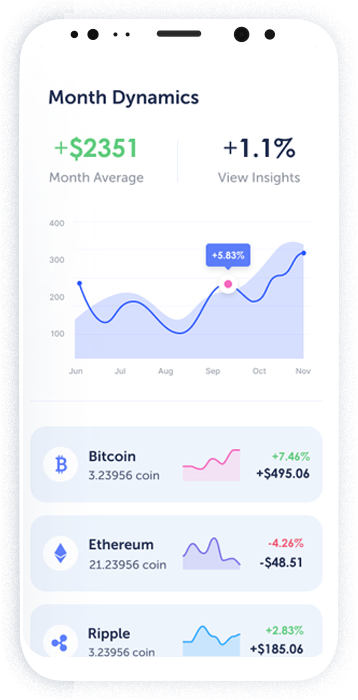 Month Dynamics
+$2351
+1.1%
Month Average
View Insights
400
+5.83%
300
200
100
Jun Jul Aug Sep Oct Nov
Bitcoin
+7.46%
3.23956 coin
+$495.06
Ethereum
-4.26%
21.23956 coin
-$48.51
Ripple
+2.83%
3.23956 coin
+$185.06